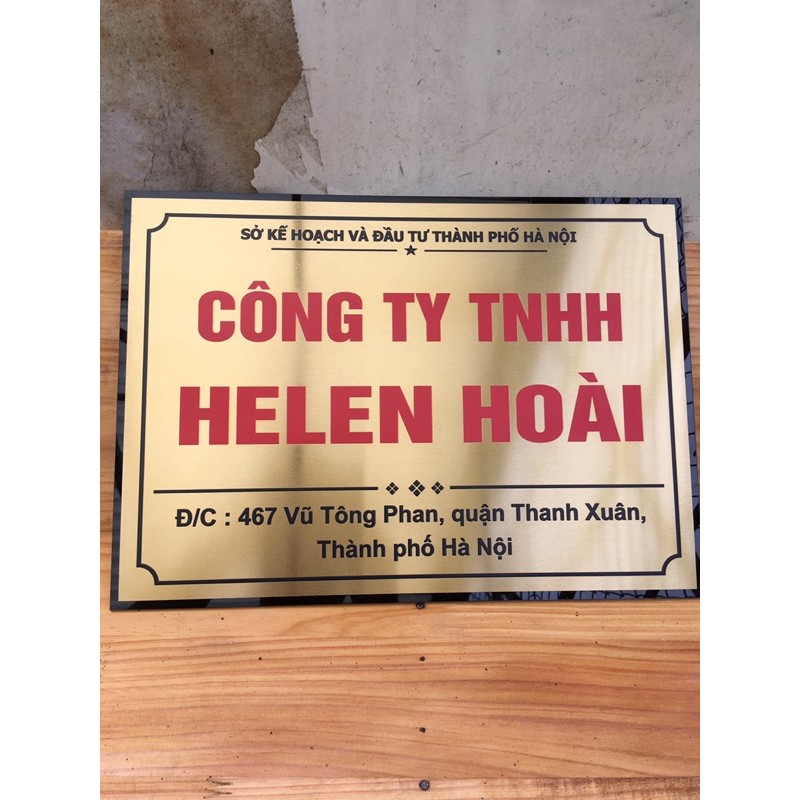 SỞ KẾ HOẠCH VÀ ĐẦU TƯ THÀNH PHỐ HÀ NỘI
CÔNG TY TNHH
HELEN HOÀI
Đ/C : 467 Vũ Tông Phan, quận Thanh Xuân,
Thành phố Hà Nội